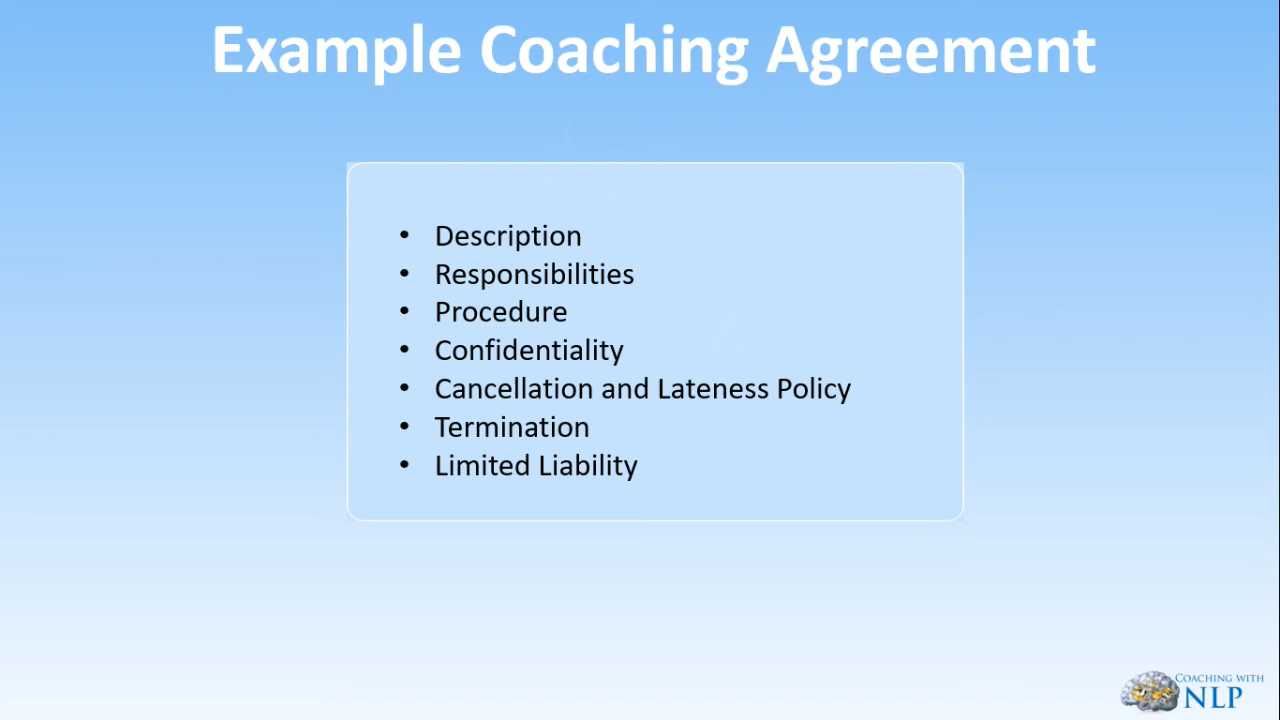 Example Coaching Agreement
• Description
• Responsibilities
• Procedure
• Confidentiality
• Cancellation and Lateness Policy
• Termination
• Limited Liability
COACHING WITH
NLP